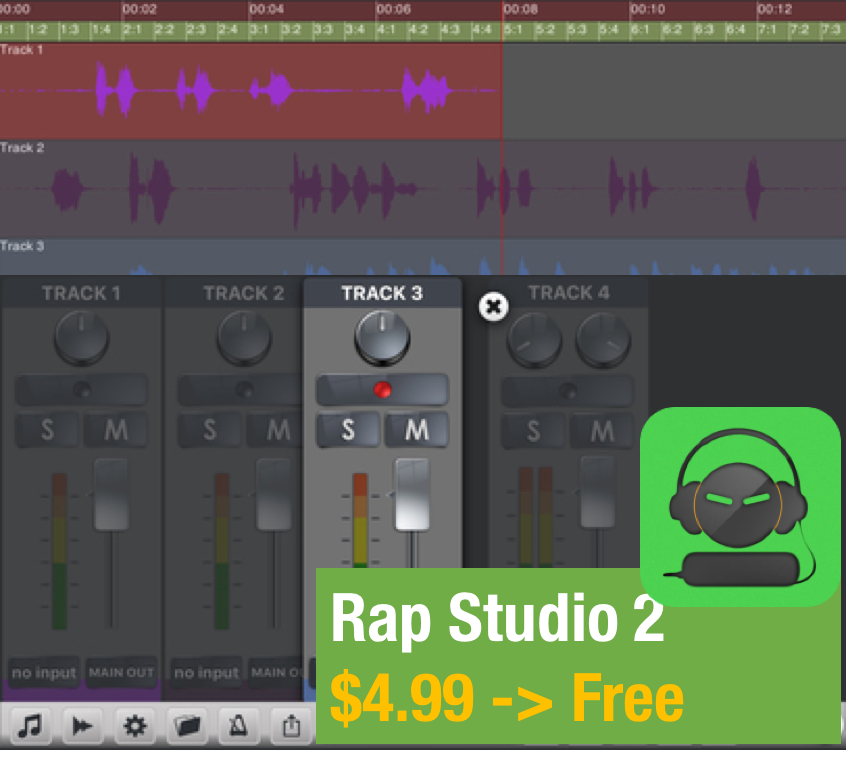 00:00 00:02 00:04 00:06 00:08 00:10 00:12
1:1 1:2 1:3 1:4 2:1 2:2 2:3 2:4 3:1 3:2 3:3 3:4 4:1 4:2 4:3 4:4 5:1 5:2 5:3 5:4 6:1 6:2 6:3 6:4 7:1 7:2 7:3
Track 1
Track 2
Track 3
TRACK 1 TRACK 2 TRACK 3 TRACK 4
S M S M S M S M
Rap Studio 2
no input MAIN OUT no input MAIN OU
$4.99 -> Free